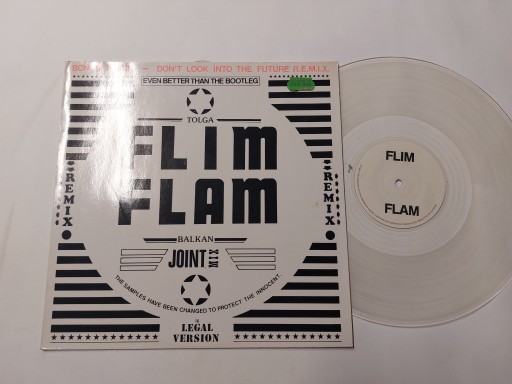 — DON'T LOOK INTO THE FUTURE R.E.M.I.X.
EVEN BETTER THAN THE BOOTLEG
TOLGA
FLIM
FLAM
REMIX
REMIX
BALKAN
JOINT MIX
THE SAMPLES HAVE BEEN CHANGED TO PROTECT THE INNOCENT.
LEGAL
VERSION
FLIM
FLAM